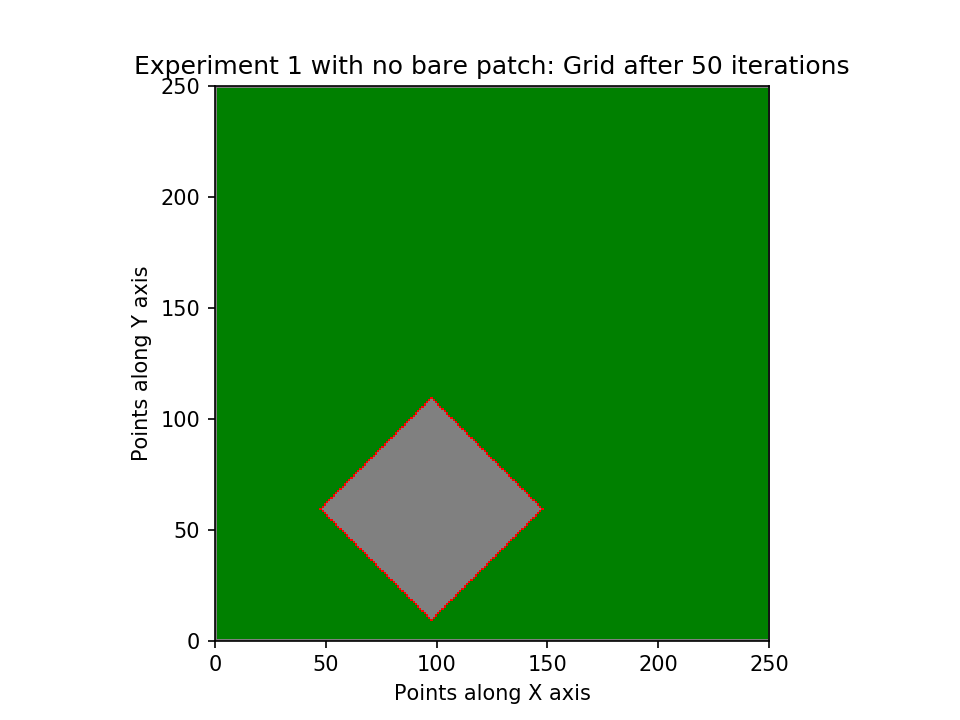 Experiment 1 with no bare patch: Grid after 50 iterations
250
200
150
100
50
0
Points along Y axis
0 50 100 150 200 250
Points along X axis